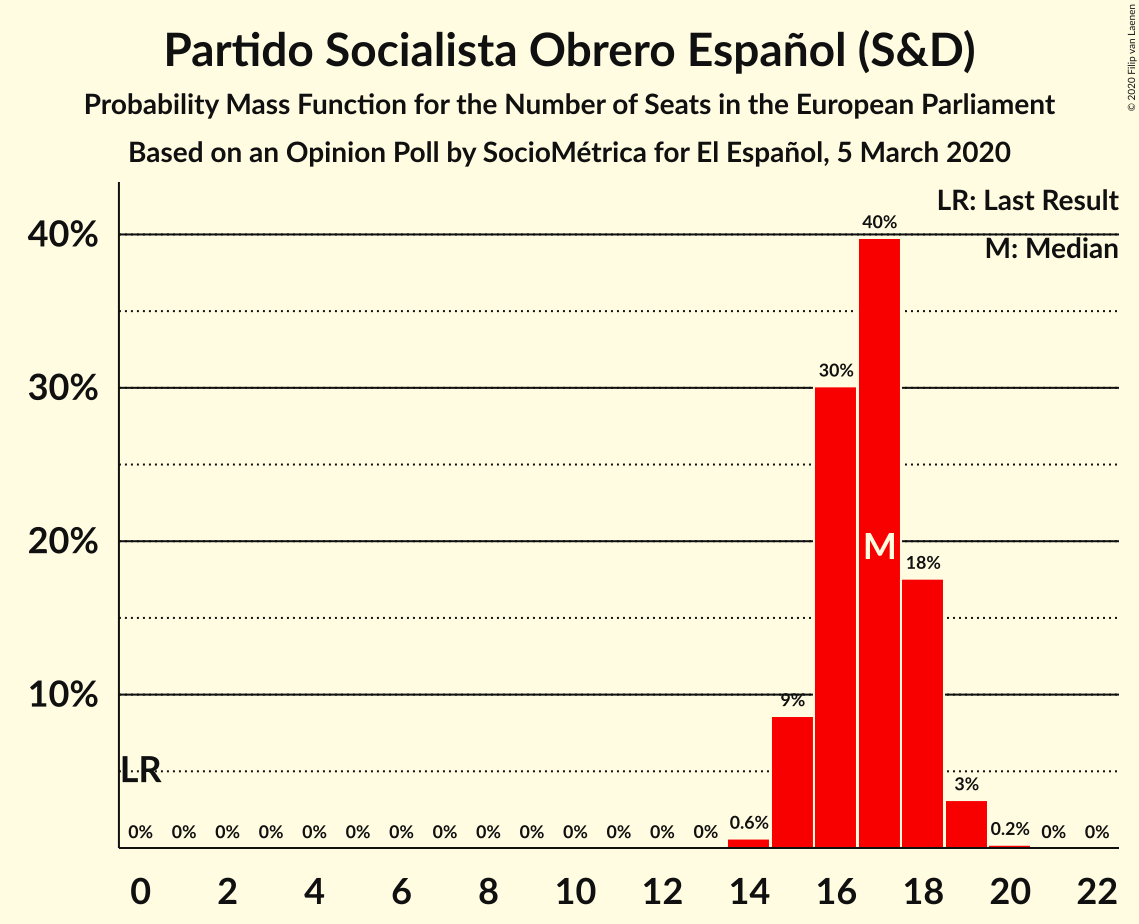 Partido Socialista Obrero Español (S&D)
Probability Mass Function for the Number of Seats in the European Parliament
Based on an Opinion Poll by SocioMétrica for El Español, 5 March 2020
© 2020 Filip van Laenen
LR: Last Result
M: Median
40%
30%
20%
10%
40%
30%
M
18%
9%
LR
3%
0% 0% 0% 0% 0% 0% 0% 0% 0% 0% 0% 0% 0% 0% 0.6% 0.2% 0% 0%
0 2 4 6 8 10 12 14 16 18 20 22